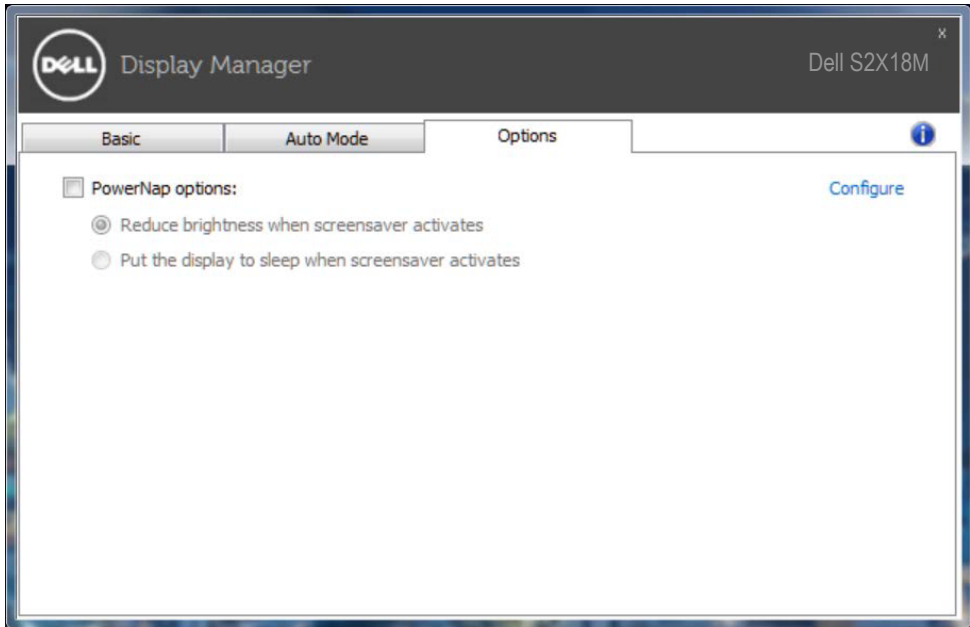 DELL Display Manager
x
Dell S2X18M
Basic Auto Mode Options i
PowerNap options: Configure
Reduce brightness when screensaver activates
Put the display to sleep when screensaver activates